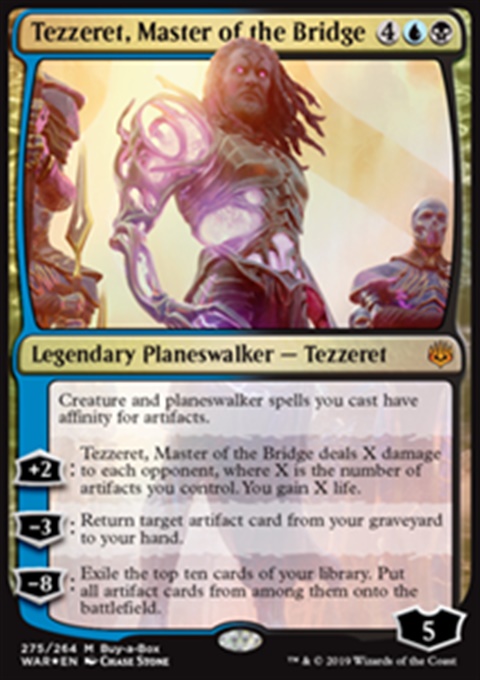 Tezzeret, Master of the Bridge 4
Legendary Planeswalker — Tezzeret
Creature and planeswalker spells you cast have
affinity for artifacts.
+2: Tezzeret, Master of the Bridge deals X damage
to each opponent, where X is the number of
artifacts you control. You gain X life.
−3: Return target artifact card from your graveyard
to your hand.
−8: Exile the top ten cards of your library. Put
all artifact cards from among them onto the
battlefield.
5
275/264 M Buy-a-Box
WAR★EN Chase Stone
™ & © 2019 Wizards of the Coast